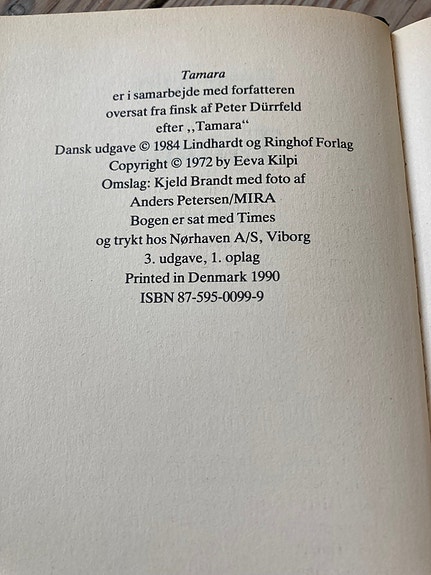 Tamara
er i samarbejde med forfatteren
oversat fra finsk af Peter Dürrfeld
efter ,,Tamara“
Dansk udgave © 1984 Lindhardt og Ringhof Forlag
Copyright © 1972 by Eeva Kilpi
Omslag: Kjeld Brandt med foto af
Anders Petersen/MIRA
Bogen er sat med Times
og trykt hos Nørhaven A/S, Viborg
3. udgave, 1. oplag
Printed in Denmark 1990
ISBN 87-595-0099-9